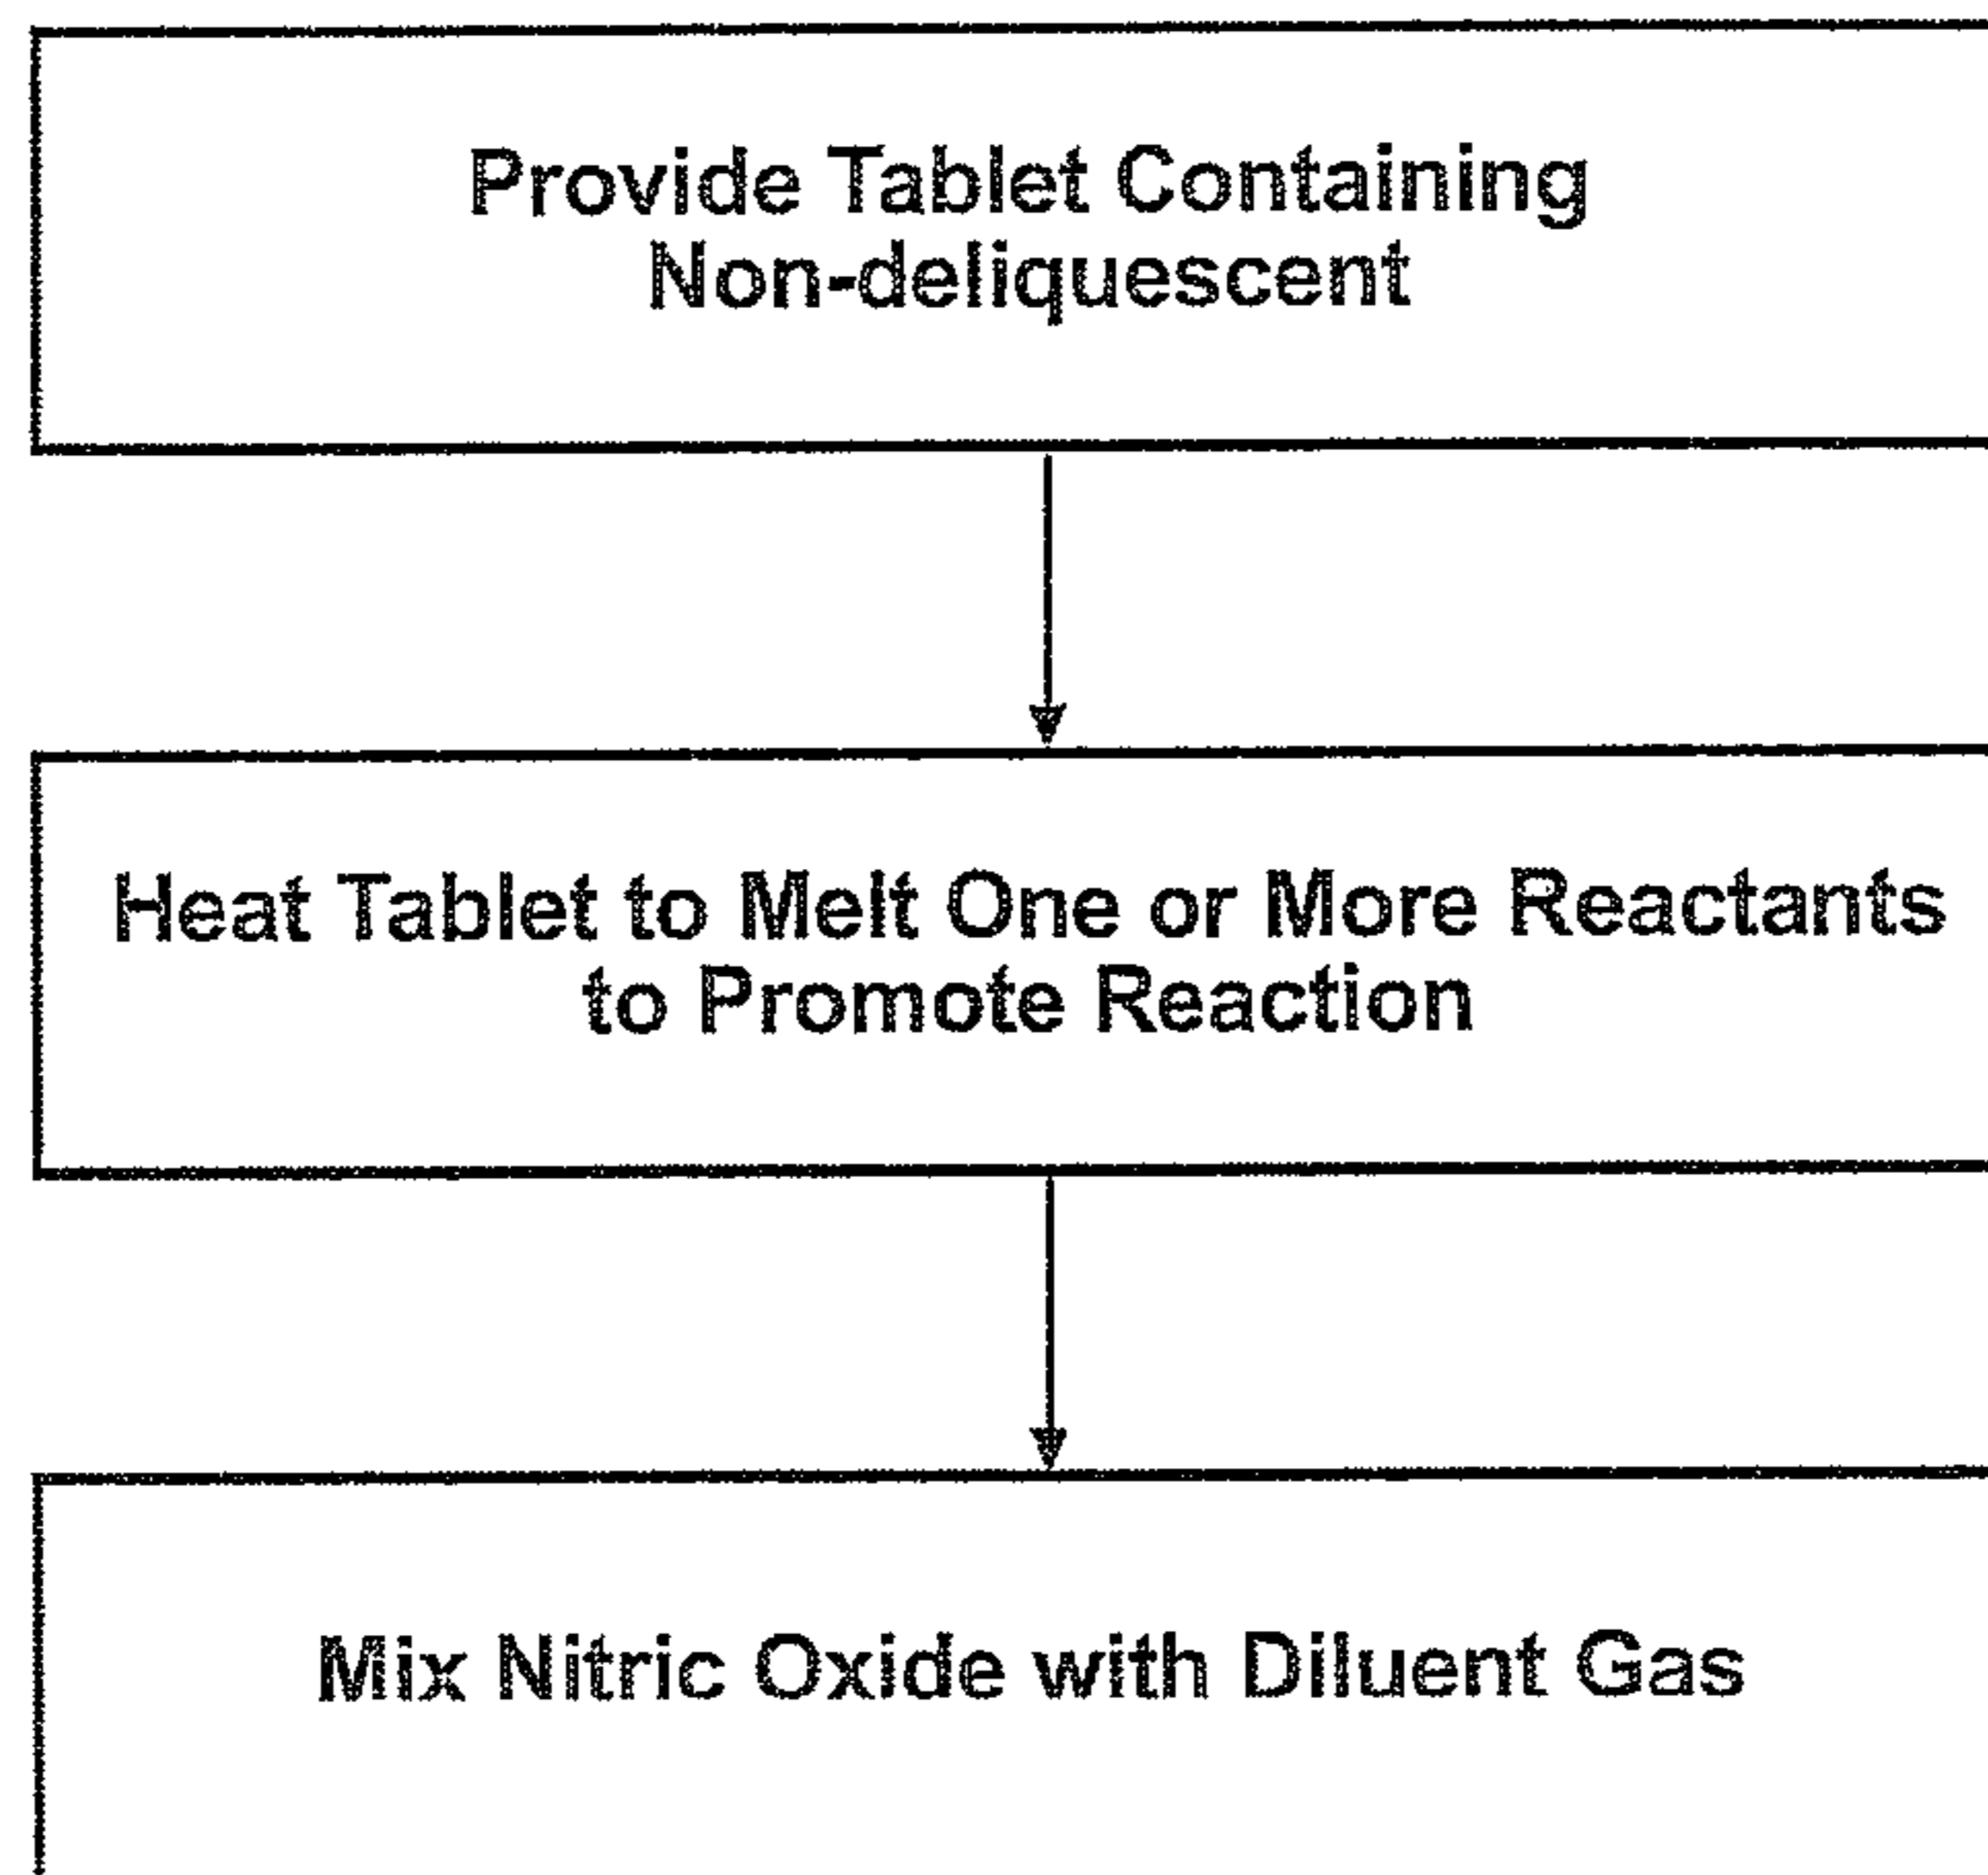 Provide Tablet Containing
Non-deliquescent
Heat Tablet to Melt One or More Reactants
to Promote Reaction
Mix Nitric Oxide with Diluent Gas